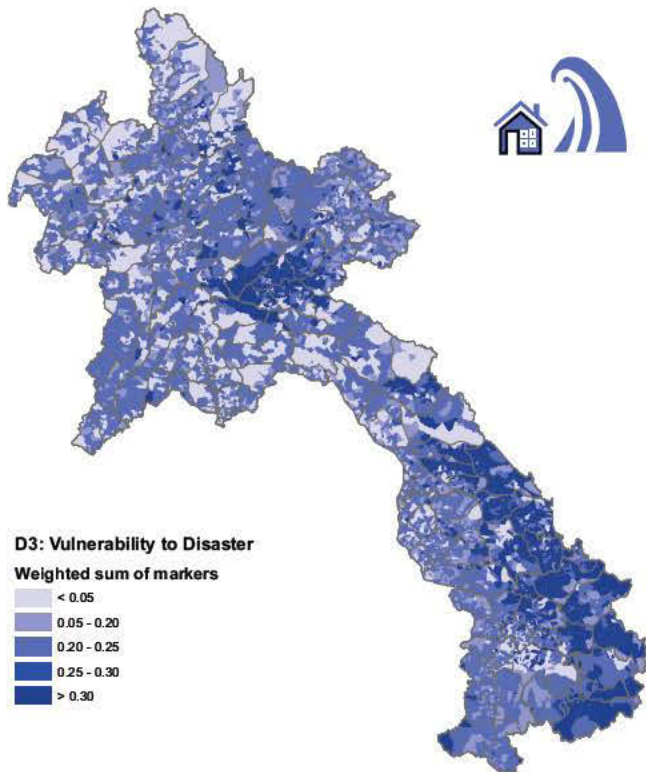 D3: Vulnerability to Disaster
Weighted sum of markers
< 0.05
0.05 - 0.20
0.20 - 0.25
0.25 - 0.30
> 0.30